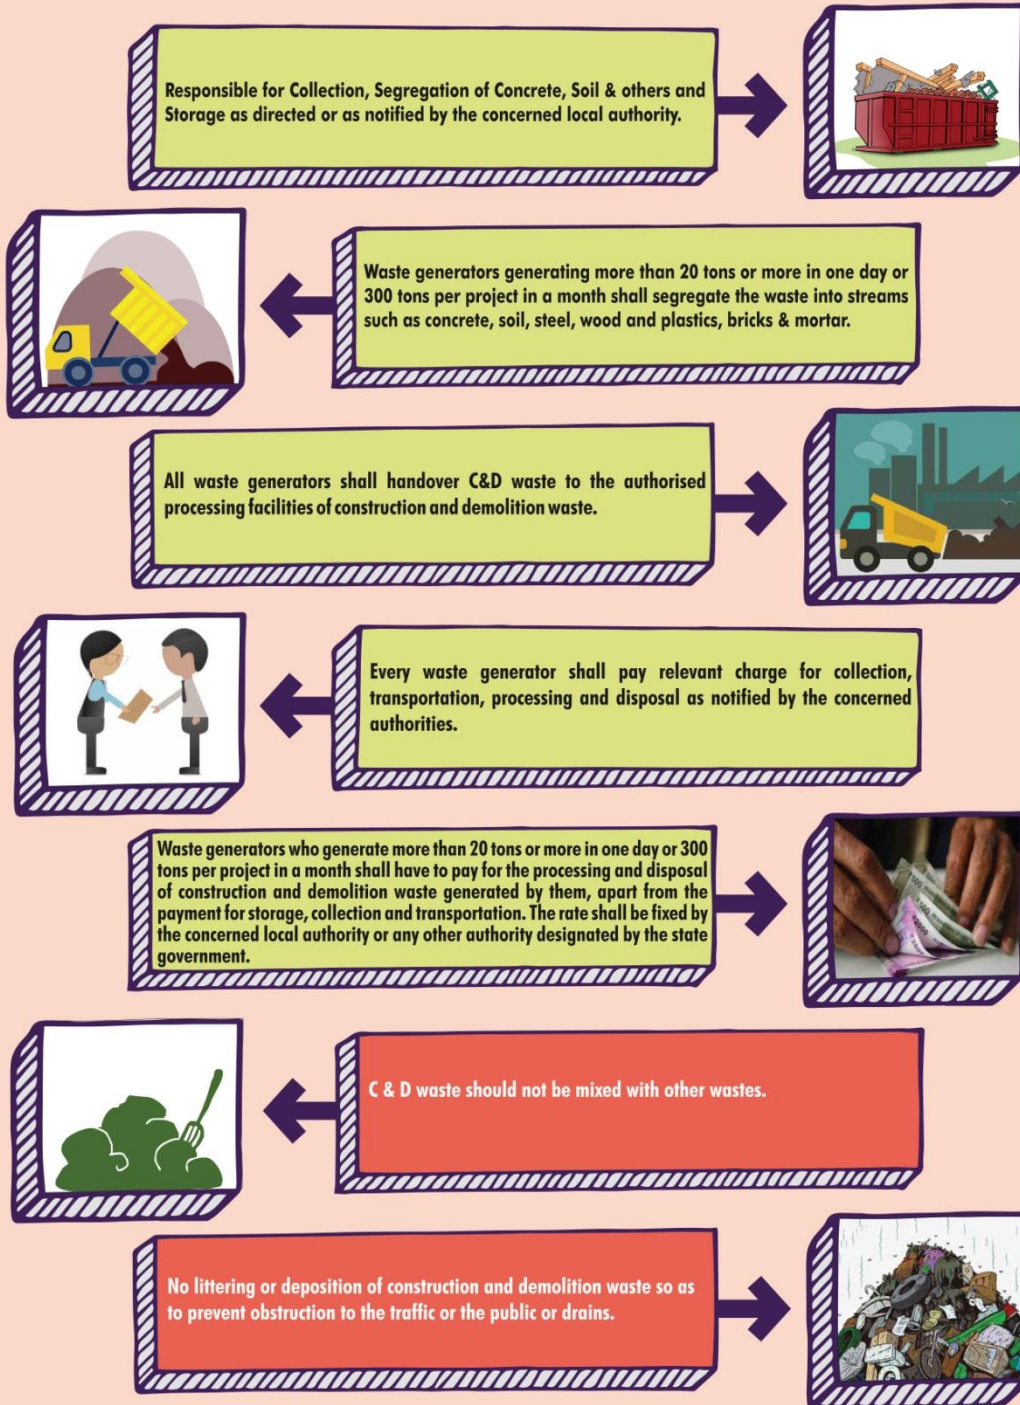 Responsible for Collection, Segregation of Concrete, Soil & others and
Storage as directed or as notified by the concerned local authority.
Waste generators generating more than 20 tons or more in one day or
300 tons per project in a month shall segregate the waste into streams
such as concrete, soil, steel, wood and plastics, bricks & mortar.
All waste generators shall handover C&D waste to the authorised
processing facilities of construction and demolition waste.
Every waste generator shall pay relevant charge for collection,
transportation, processing and disposal as notified by the concerned
authorities.
Waste generators who generate more than 20 tons or more in one day or 300
tons per project in a month shall have to pay for the processing and disposal
of construction and demolition waste generated by them, apart from the
payment for storage, collection and transportation. The rate shall be fixed by
the concerned local authority or any other authority designated by the state
government.
C & D waste should not be mixed with other wastes.
No littering or deposition of construction and demolition waste so as
to prevent obstruction to the traffic or the public or drains.